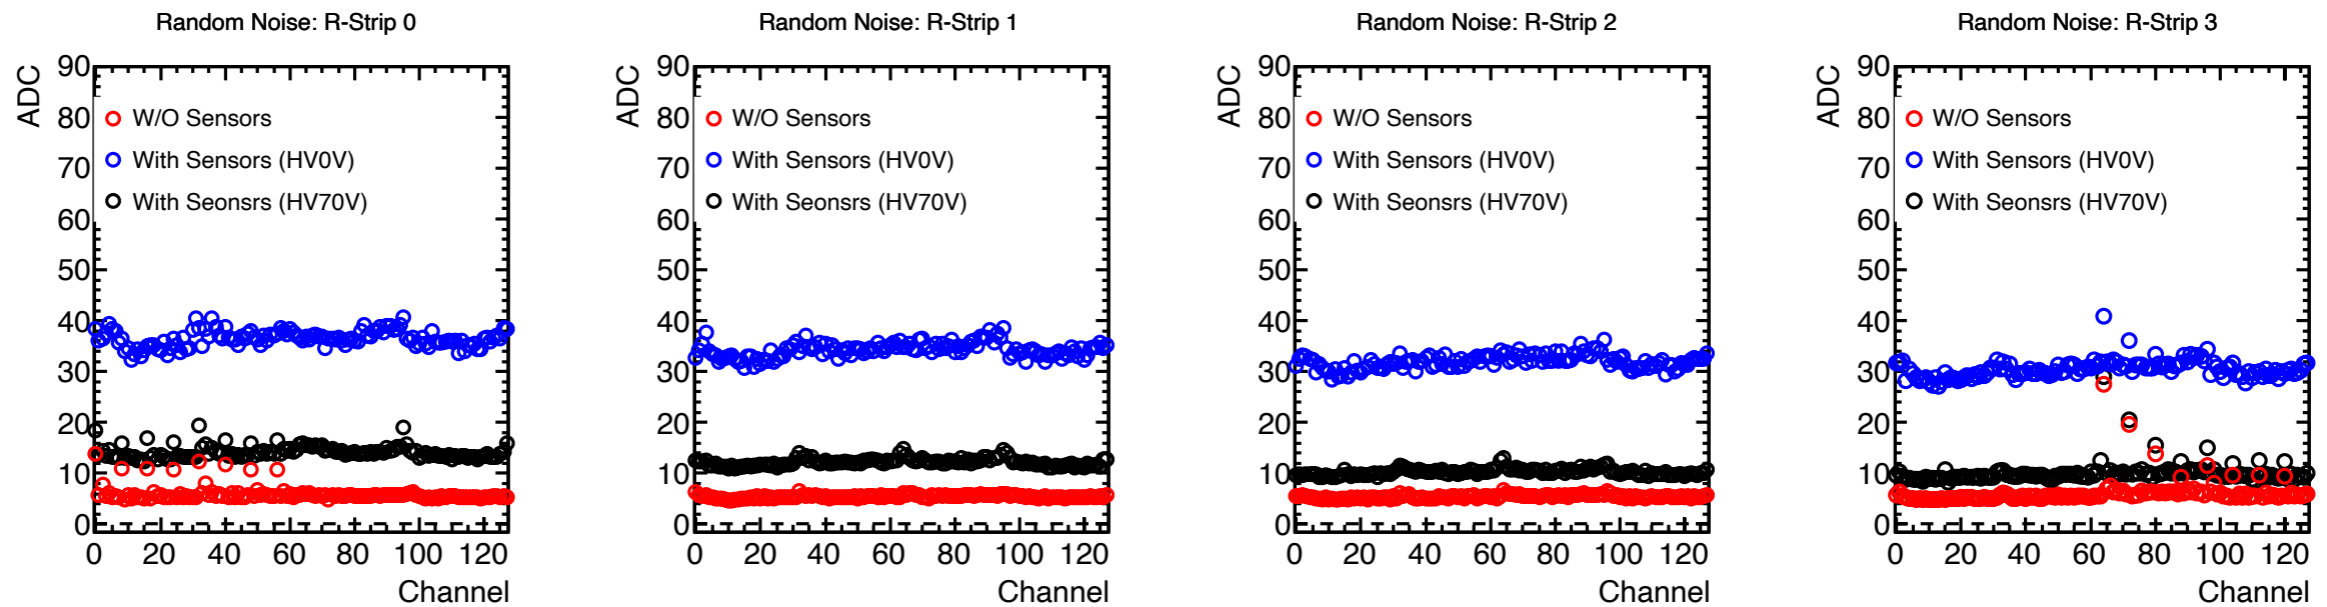 Random Noise: R-Strip 0
ADC
90
80
70
60
50
40
30
20
10
0
W/O Sensors
With Sensors (HV0V)
With Seonsrs (HV70V)
0 20 40 60 80 100 120
Channel
Random Noise: R-Strip 1
ADC
90
80
70
60
50
40
30
20
10
0
W/O Sensors
With Sensors (HV0V)
With Seonsrs (HV70V)
0 20 40 60 80 100 120
Channel
Random Noise: R-Strip 2
ADC
90
80
70
60
50
40
30
20
10
0
W/O Sensors
With Sensors (HV0V)
With Seonsrs (HV70V)
0 20 40 60 80 100 120
Channel
Random Noise: R-Strip 3
ADC
90
80
70
60
50
40
30
20
10
0
W/O Sensors
With Sensors (HV0V)
With Seonsrs (HV70V)
0 20 40 60 80 100 120
Channel